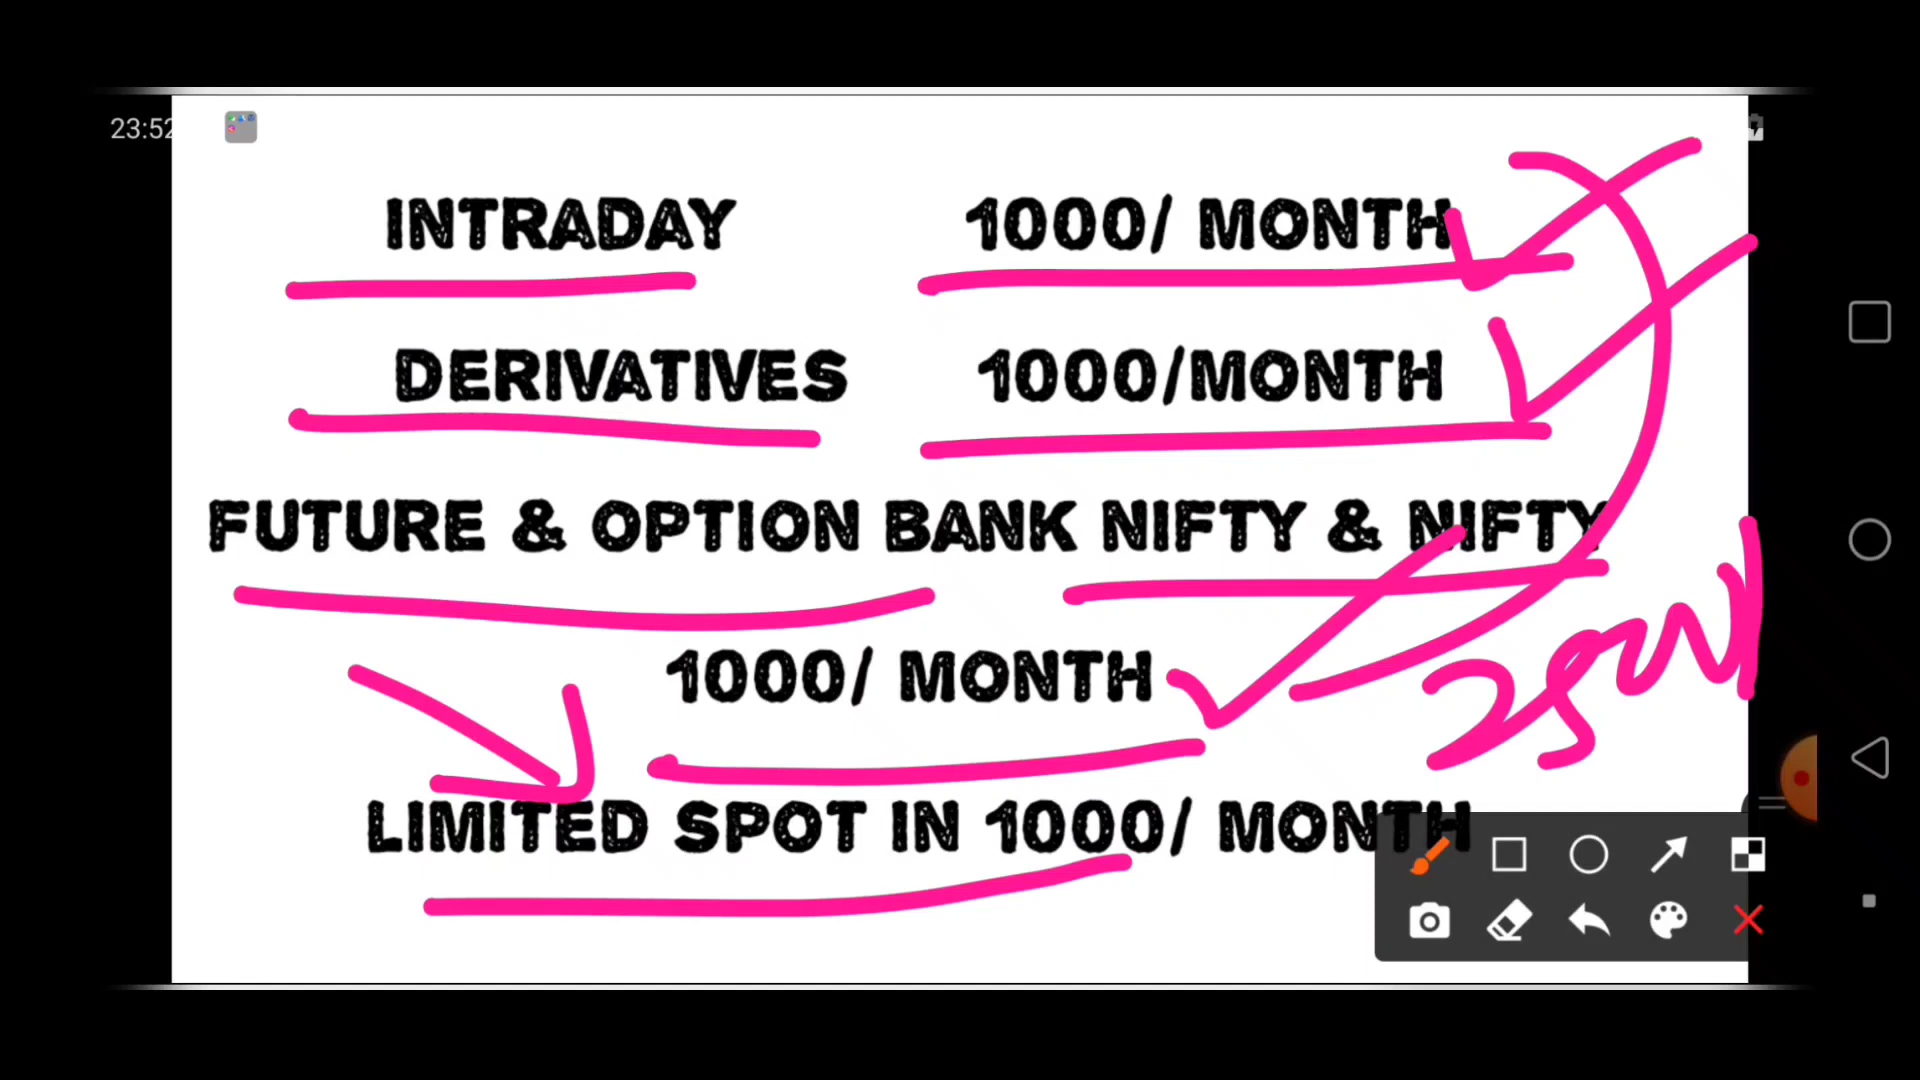 23:52
INTRADAY 1000/ MONTH
DERIVATIVES 1000/MONTH
FUTURE & OPTION BANK NIFTY & NIFTY
1000/ MONTH
LIMITED SPOT IN 1000/ MONTH